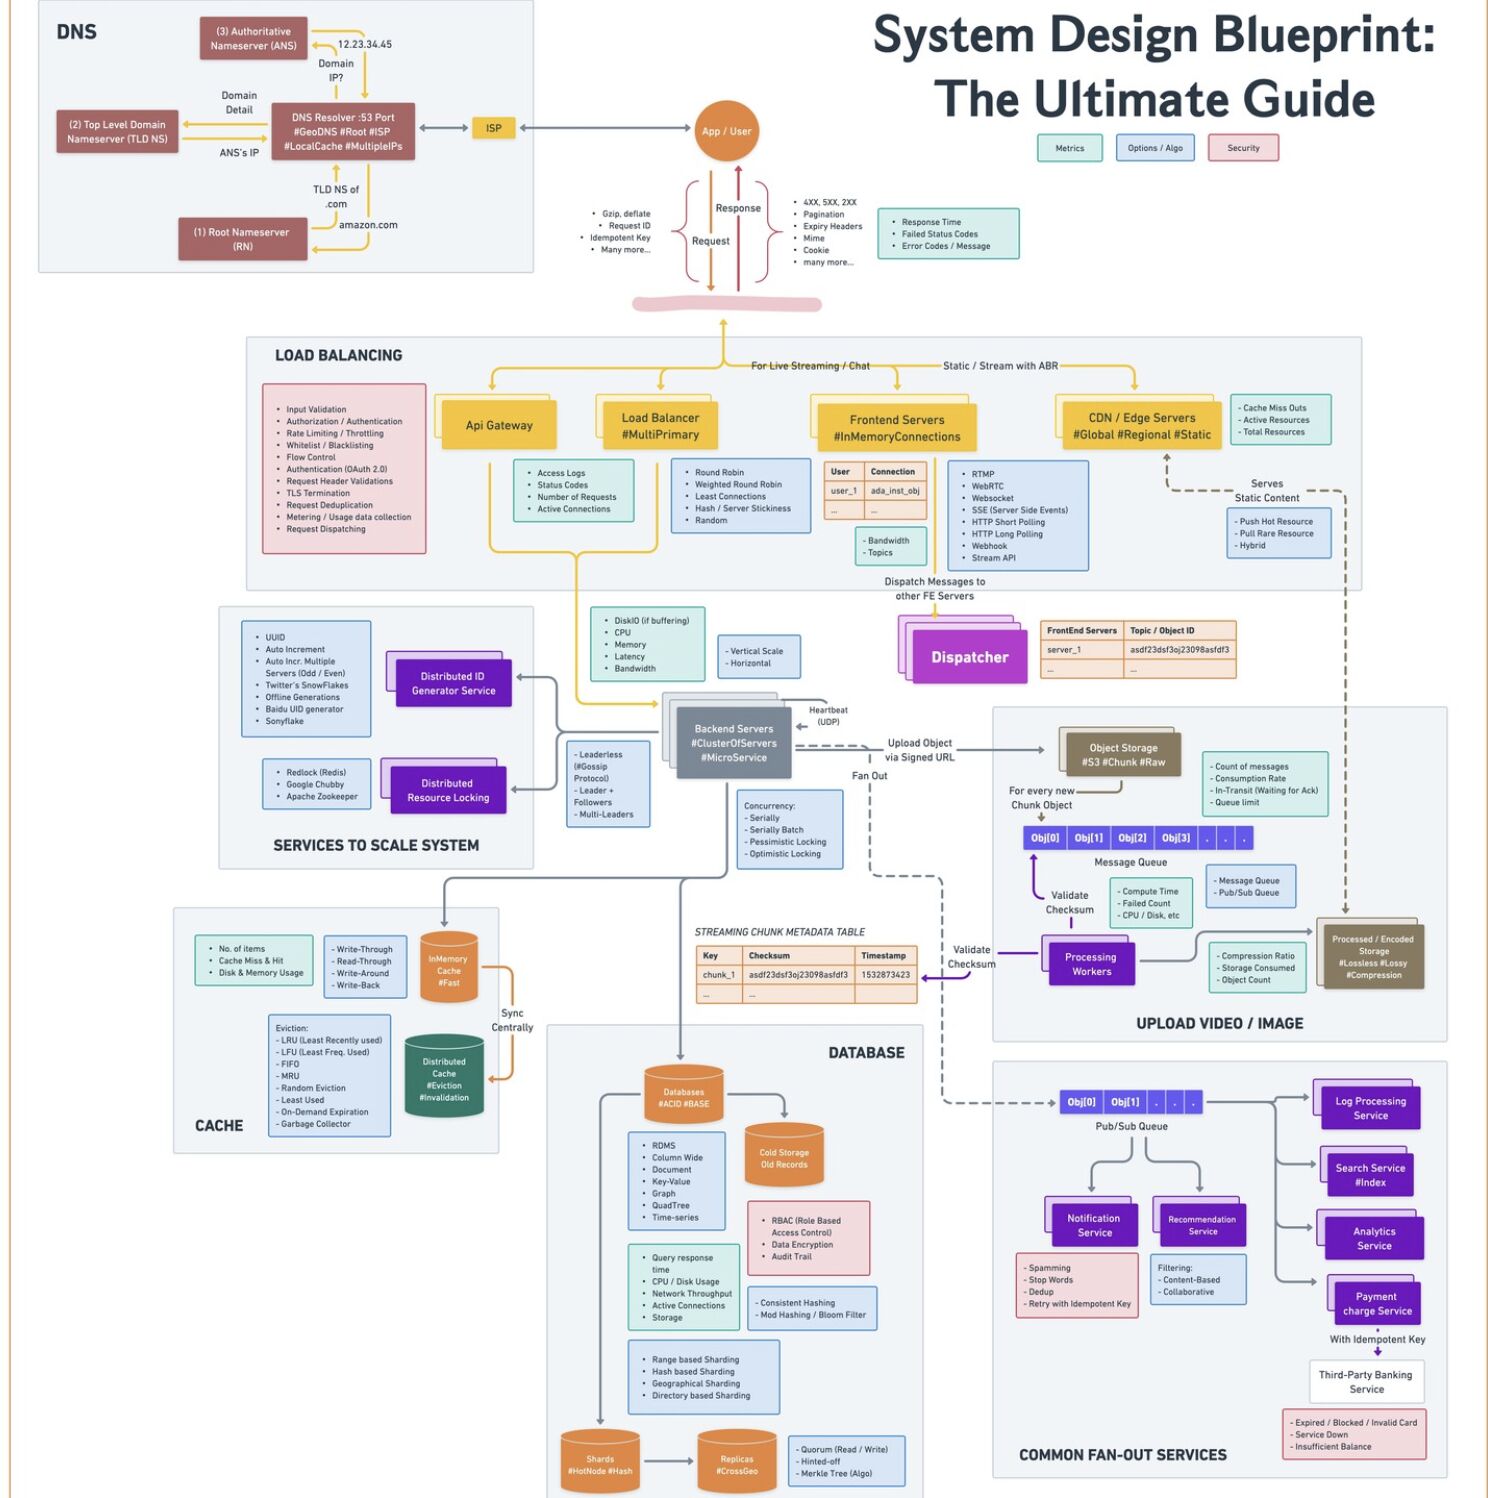 System Design Blueprint:
The Ultimate Guide
Metrics
Options / Algo
Security
DNS
(3) Authoritative
Nameserver (ANS)
12.23.34.45
Domain
IP?
Domain
Detail
(2) Top Level Domain
Nameserver (TLD NS)
ANS's IP
DNS Resolver :53 Port
#GeoDNS #Root #ISP
#LocalCache #MultipleIPs
ISP
App / User
TLD NS of
.com
amazon.com
(1) Root Nameserver
(RN)
• Gzip, deflate
• Request ID
• Idempotent Key
• Many more...
Request
Response
• 4XX, 5XX, 2XX
• Pagination
• Expiry Headers
• Mime
• Cookie
• many more...
• Response Time
• Failed Status Codes
• Error Codes / Message
LOAD BALANCING
For Live Streaming / Chat
Static / Stream with ABR
• Input Validation
• Authorization / Authentication
• Rate Limiting / Throttling
• Whitelist / Blacklisting
• Flow Control
• Authentication (OAuth 2.0)
• Request Header Validations
• TLS Termination
• Request Deduplication
• Metering / Usage data collection
• Request Dispatching
Api Gateway
Load Balancer
#MultiPrimary
Frontend Servers
#InMemoryConnections
CDN / Edge Servers
#Global #Regional #Static
- Cache Miss Outs
- Active Resources
- Total Resources
• Access Logs
• Status Codes
• Number of Requests
• Active Connections
• Round Robin
• Weighted Round Robin
• Least Connections
• Hash / Server Stickiness
• Random
User Connection
user_1 ada_inst_obj
... ...
- Bandwidth
- Topics
• RTMP
• WebRTC
• Websocket
• SSE (Server Side Events)
• HTTP Short Polling
• HTTP Long Polling
• Webhook
• Stream API
Serves
Static Content
- Push Hot Resource
- Pull Rare Resource
- Hybrid
Dispatch Messages to
other FE Servers
Dispatcher
FrontEnd Servers Topic / Object ID
server_1 asdf23dsf3oj23098asfdf3
... ...
• UUID
• Auto Increment
• Auto Incr. Multiple
Servers (Odd / Even)
• Twitter's SnowFlakes
• Offline Generations
• Baidu UID generator
• Sonyflake
Distributed ID
Generator Service
• Redlock (Redis)
• Google Chubby
• Apache Zookeeper
Distributed
Resource Locking
SERVICES TO SCALE SYSTEM
• DiskIO (if buffering)
• CPU
• Memory
• Latency
• Bandwidth
- Vertical Scale
- Horizontal
Backend Servers
#ClusterOfServers
#MicroService
Heartbeat
(UDP)
- Leaderless
(#Gossip
Protocol)
- Leader +
Followers
- Multi-Leaders
Concurrency:
- Serially
- Serially Batch
- Pessimistic Locking
- Optimistic Locking
Fan Out
Upload Object
via Signed URL
Object Storage
#S3 #Chunk #Raw
For every new
Chunk Object
- Count of messages
- Consumption Rate
- In-Transit (Waiting for Ack)
- Queue limit
Obj[0] Obj[1] Obj[2] Obj[3] . . .
Message Queue
- Message Queue
- Pub/Sub Queue
Validate
Checksum
- Compute Time
- Failed Count
- CPU / Disk, etc
Processing
Workers
- Compression Ratio
- Storage Consumed
- Object Count
Processed / Encoded
Storage
#Lossless #Lossy
#Compression
UPLOAD VIDEO / IMAGE
STREAMING CHUNK METADATA TABLE
Key Checksum Timestamp
chunk_1 asdf23dsf3oj23098asfdf3 1532873423
... ...
Validate
Checksum
• No. of items
• Cache Miss & Hit
• Disk & Memory Usage
- Write-Through
- Read-Through
- Write-Around
- Write-Back
InMemory
Cache
#Fast
Sync
Centrally
Eviction:
- LRU (Least Recently used)
- LFU (Least Freq. Used)
- FIFO
- MRU
- Random Eviction
- Least Used
- On-Demand Expiration
- Garbage Collector
Distributed
Cache
#Eviction
#Invalidation
CACHE
DATABASE
Databases
#ACID #BASE
Cold Storage
Old Records
• RDMS
• Column Wide
• Document
• Key-Value
• Graph
• QuadTree
• Time-series
• RBAC (Role Based
Access Control)
• Data Encryption
• Audit Trail
• Query response
time
• CPU / Disk Usage
• Network Throughput
• Active Connections
• Storage
- Consistent Hashing
- Mod Hashing / Bloom Filter
• Range based Sharding
• Hash based Sharding
• Geographical Sharding
• Directory based Sharding
Shards
#HotNode #Hash
Replicas
#CrossGeo
- Quorum (Read / Write)
- Hinted-off
- Merkle Tree (Algo)
Obj[0] Obj[1] . . .
Pub/Sub Queue
Log Processing
Service
Search Service
#Index
Analytics
Service
Payment
charge Service
Notification
Service
Recommendation
Service
- Spamming
- Stop Words
- Dedup
- Retry with Idempotent Key
Filtering:
- Content-Based
- Collaborative
With Idempotent Key
Third-Party Banking
Service
- Expired / Blocked / Invalid Card
- Service Down
- Insufficient Balance
COMMON FAN-OUT SERVICES